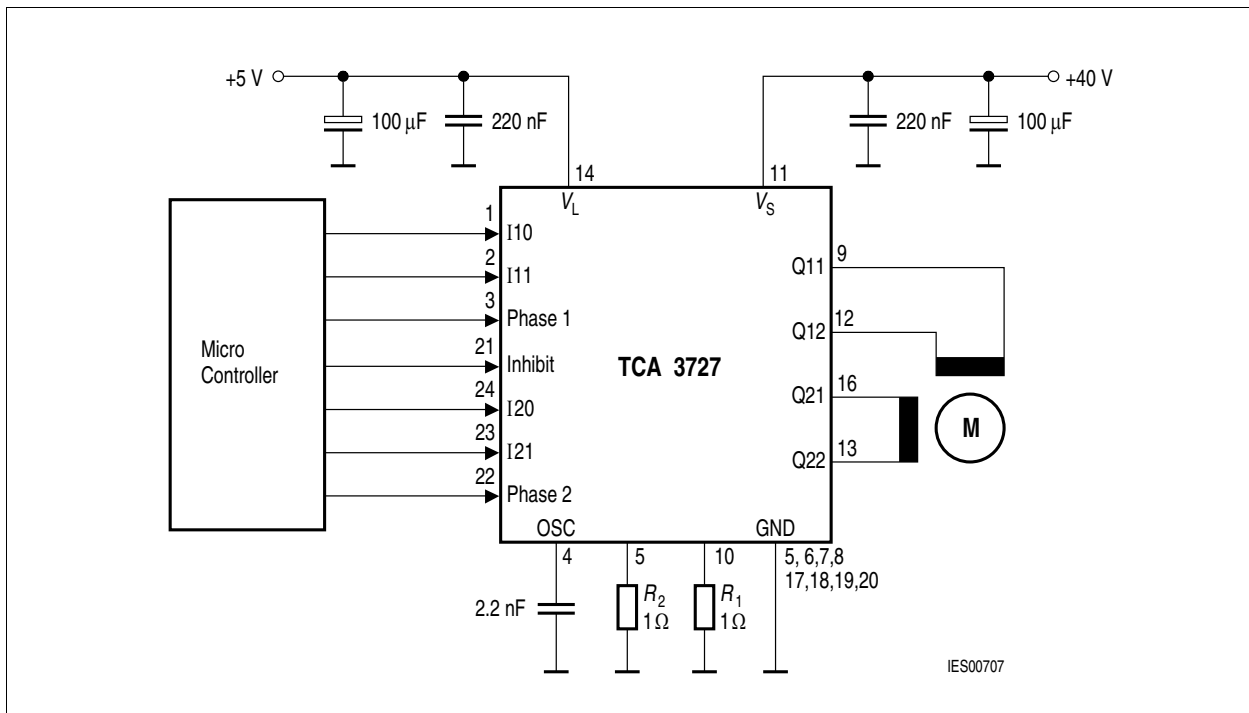 +5 V
+40 V
100 µF
220 nF
220 nF
100 µF
14
11
V_L
V_S
Micro
Controller
1
I10
2
I11
3
Phase 1
21
Inhibit
24
I20
23
I21
22
Phase 2
TCA 3727
Q11
9
Q12
12
Q21
16
Q22
13
M
OSC
GND
4
5
10
5, 6,7,8
17,18,19,20
2.2 nF
R_2
1Ω
R_1
1Ω
IES00707